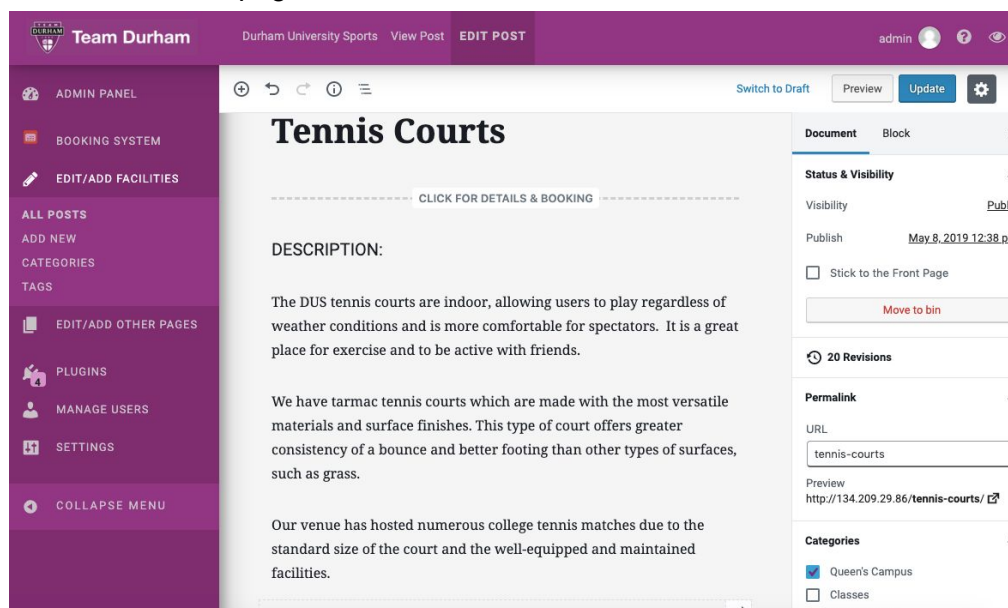 DURHAM
Team Durham
Durham University Sports View Post EDIT POST
admin
ADMIN PANEL
BOOKING SYSTEM
EDIT/ADD FACILITIES
ALL POSTS
ADD NEW
CATEGORIES
TAGS
EDIT/ADD OTHER PAGES
PLUGINS
4
MANAGE USERS
SETTINGS
COLLAPSE MENU
Switch to Draft Preview Update
Tennis Courts
CLICK FOR DETAILS & BOOKING
DESCRIPTION:
The DUS tennis courts are indoor, allowing users to play regardless of
weather conditions and is more comfortable for spectators. It is a great
place for exercise and to be active with friends.
We have tarmac tennis courts which are made with the most versatile
materials and surface finishes. This type of court offers greater
consistency of a bounce and better footing than other types of surfaces,
such as grass.
Our venue has hosted numerous college tennis matches due to the
standard size of the court and the well-equipped and maintained
facilities.
Document Block
Status & Visibility
Visibility Publ
Publish May 8, 2019 12:38 p
Stick to the Front Page
Move to bin
20 Revisions
Permalink
URL
tennis-courts
Preview
http://134.209.29.86/tennis-courts/
Categories
Queen's Campus
Classes